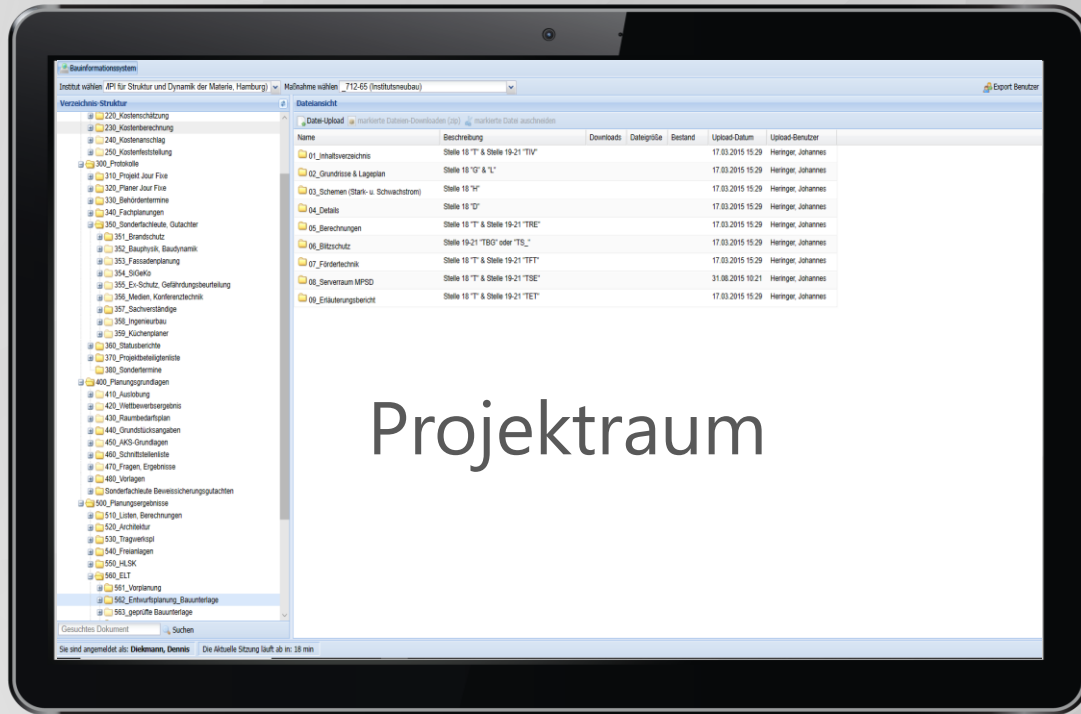 Bauinformationssystem
Institut wählen /PI für Struktur und Dynamik der Materie, Hamburg) Maßnahme wählen _712-65 (Institutsneubau) Export Benutzer
Verzeichnis-Struktur
220_Kostenschätzung
230_Kostenberechnung
240_Kostenanschlag
250_Kostenfeststellung
300_Protokolle
310_Projekt Jour Fixe
320_Planer Jour Fixe
330_Behördentermine
340_Fachplanungen
350_Sonderfachleute, Gutachter
351_Brandschutz
352_Bauphysik, Baudynamik
353_Fassadenplanung
354_SiGeKo
355_Ex-Schutz, Gefährdungsbeurteilung
356_Medien, Konferenztechnik
357_Sachverständige
358_Ingenieurbau
359_Küchenplaner
360_Statusberichte
370_Projektbeteiligtenliste
380_Sondertermine
400_Planungsgrundlagen
410_Auslobung
420_Wettbewerbsergebnis
430_Raumbedarfsplan
440_Grundstücksangaben
450_AKS-Grundlagen
460_Schnittstellenliste
470_Fragen, Ergebnisse
480_Vorlagen
Sonderfachleute Beweissicherungsgutachten
500_Planungsergebnisse
510_Listen, Berechnungen
520_Architektur
530_Tragwerkspl
540_Freianlagen
550_HLSK
560_ELT
561_Vorplanung
562_Entwurfsplanung_Bauunterlage
563_geprüfte Bauunterlage
Gesuchtes Dokument Suchen
Dateiansicht
Datei-Upload markierte Dateien Downloaden (zip) markierte Datei auschneiden
Name Beschreibung Downloads Dateigröße Bestand Upload-Datum Upload-Benutzer
01_Inhaltsverzeichnis Stelle 18 "T" & Stelle 19-21 "TIV" 17.03.2015 15:29 Heringer, Johannes
02_Grundrisse & Lageplan Stelle 18 "G" & "L" 17.03.2015 15:29 Heringer, Johannes
03_Schemen (Stark- u. Schwachstrom) Stelle 18 "H" 17.03.2015 15:29 Heringer, Johannes
04_Details Stelle 18 "D" 17.03.2015 15:29 Heringer, Johannes
05_Berechnungen Stelle 18 "T" & Stelle 19-21 "TRE" 17.03.2015 15:29 Heringer, Johannes
06_Blitzschutz Stelle 19-21 "TBG" oder "TS_" 17.03.2015 15:29 Heringer, Johannes
07_Fördertechnik Stelle 18 "T" & Stelle 19-21 "TFT" 17.03.2015 15:29 Heringer, Johannes
08_Serverraum MPSD Stelle 18 "T" & Stelle 19-21 "TSE" 31.08.2015 10:21 Heringer, Johannes
09_Erläuterungsbericht Stelle 18 "T" & Stelle 19-21 "TET" 17.03.2015 15:29 Heringer, Johannes
Projektraum
Sie sind angemeldet als: Diekmann, Dennis Die Aktuelle Sitzung läuft ab in: 18 min